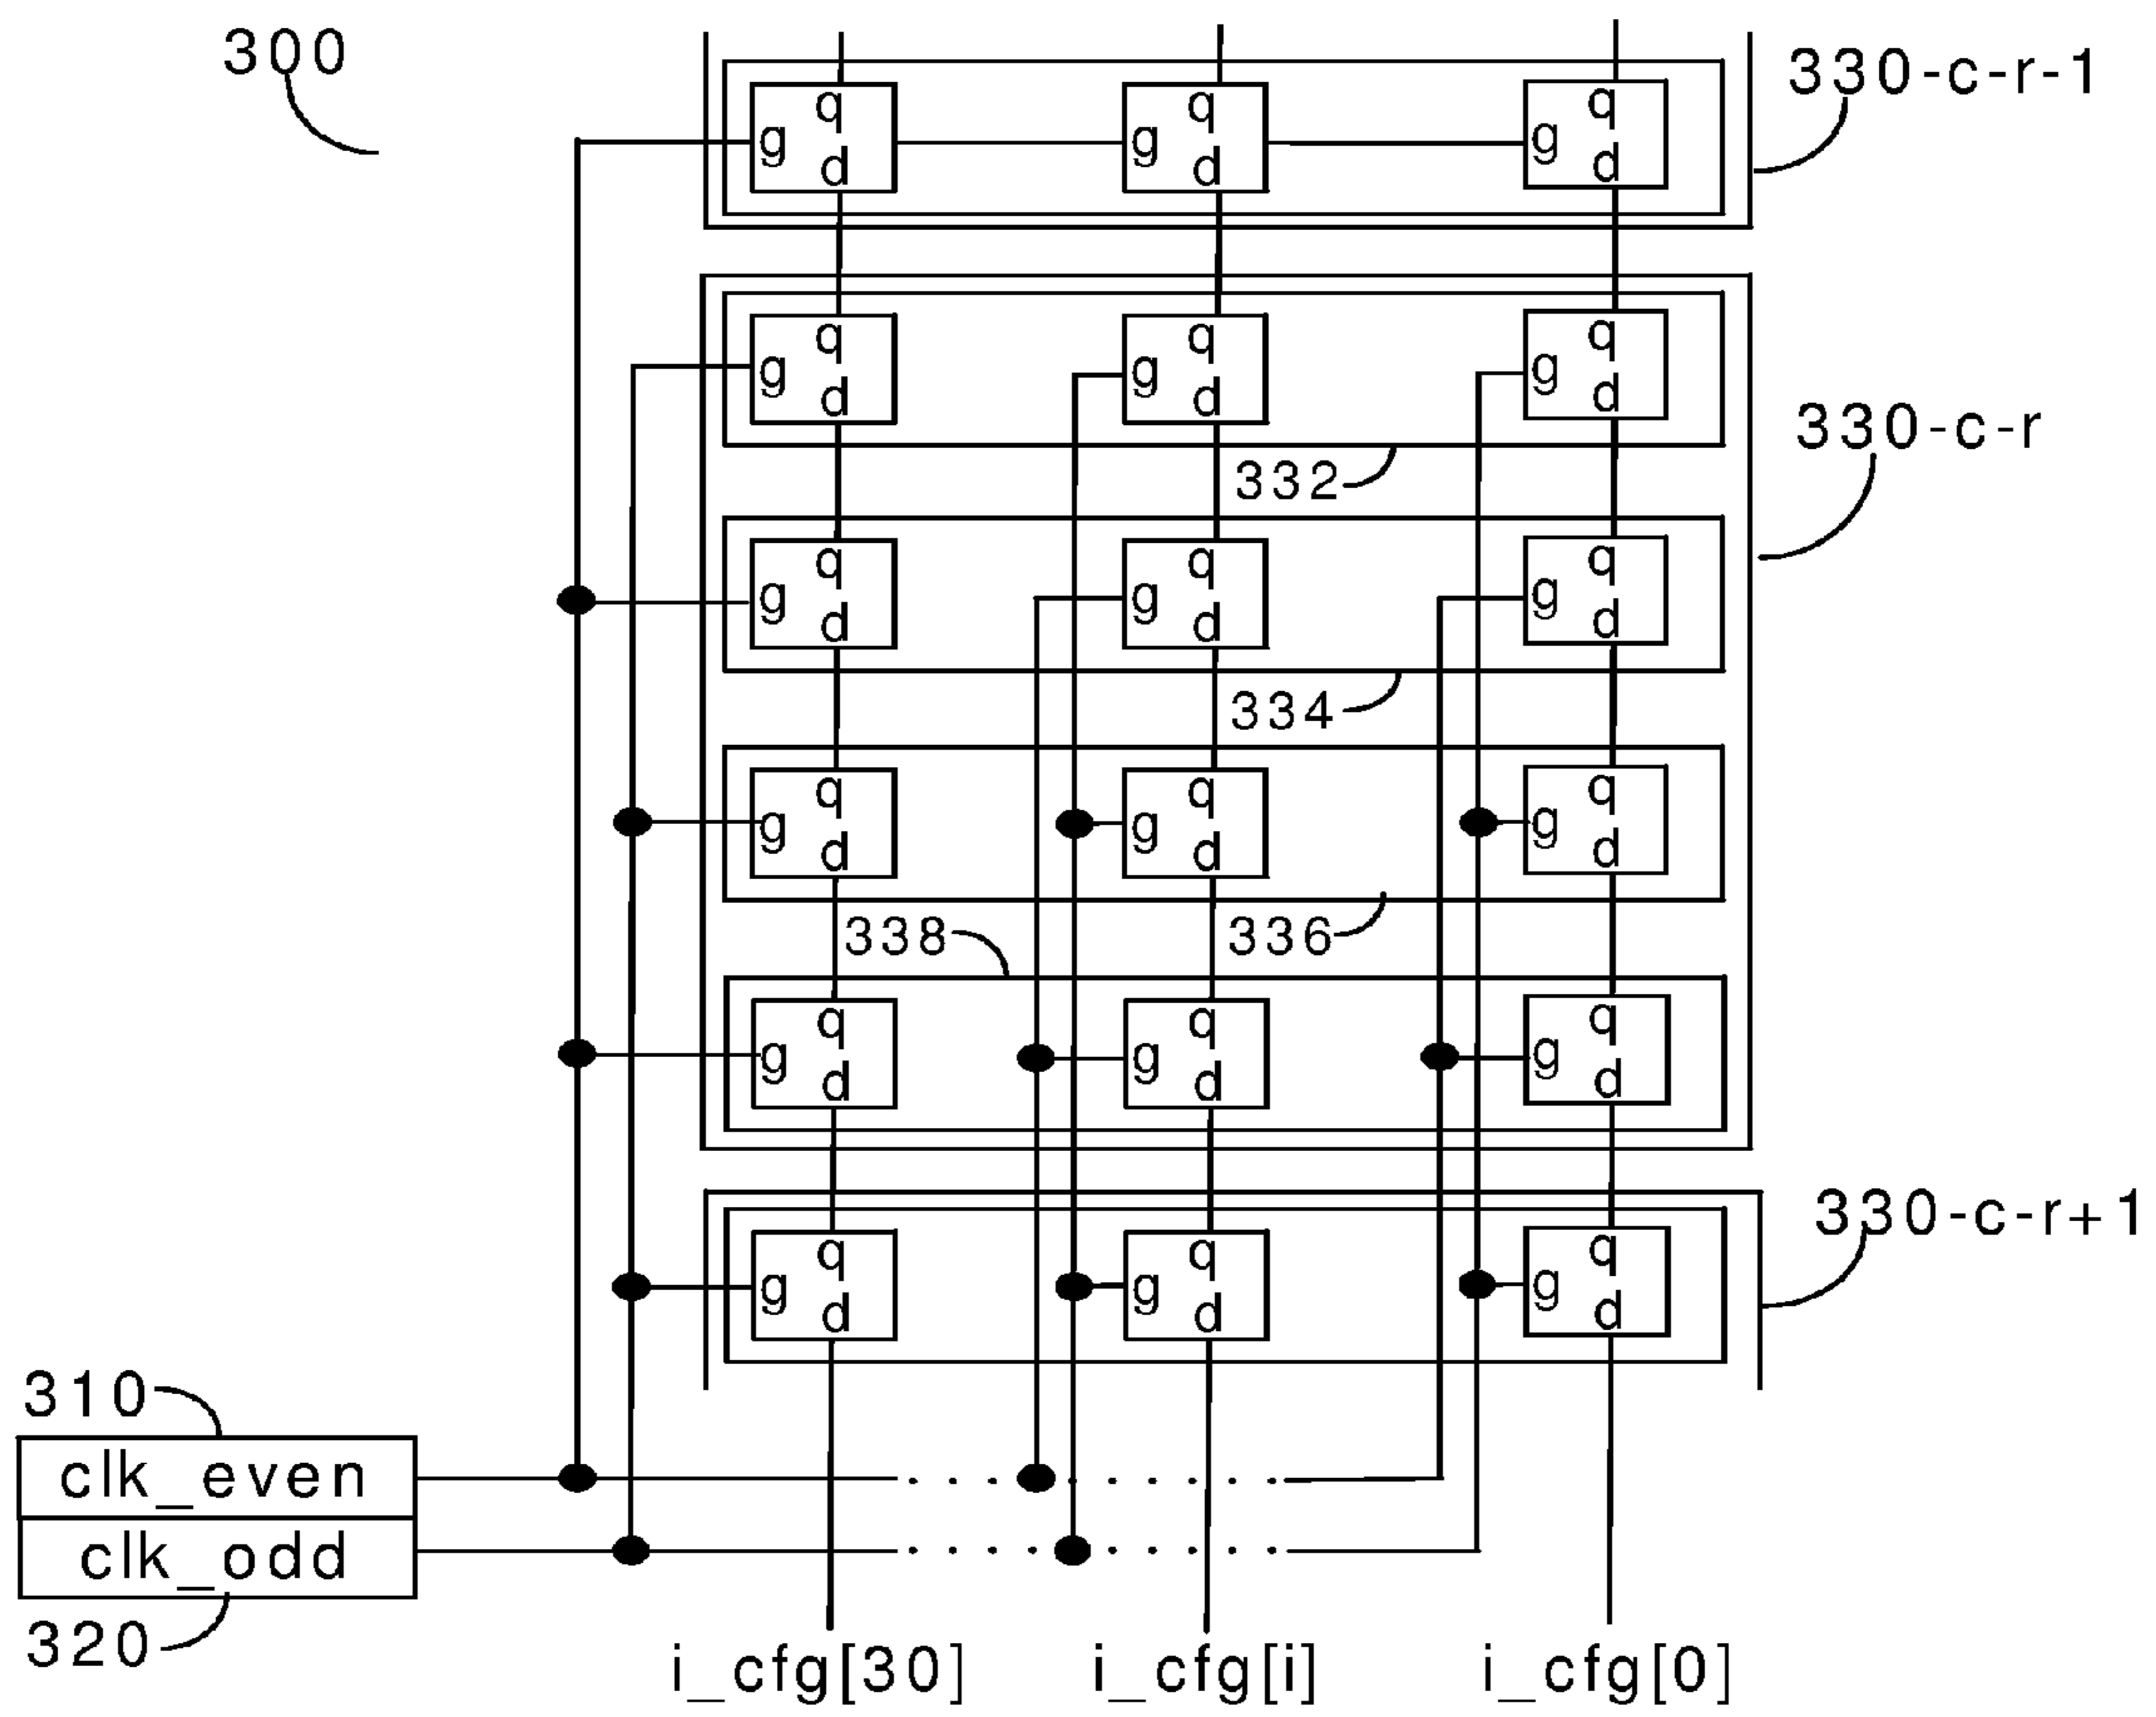 300
330-c-r-1
q q q
g g g
d d d
q q q
g g g
d d d
330-c-r
332
q q q
g g g
d d d
334
q q q
g g g
d d d
338 336
q q q
g g g
d d d
330-c-r+1
q q q
g g g
d d d
310
clk_even
clk_odd
320
i_cfg[30] i_cfg[i] i_cfg[0]